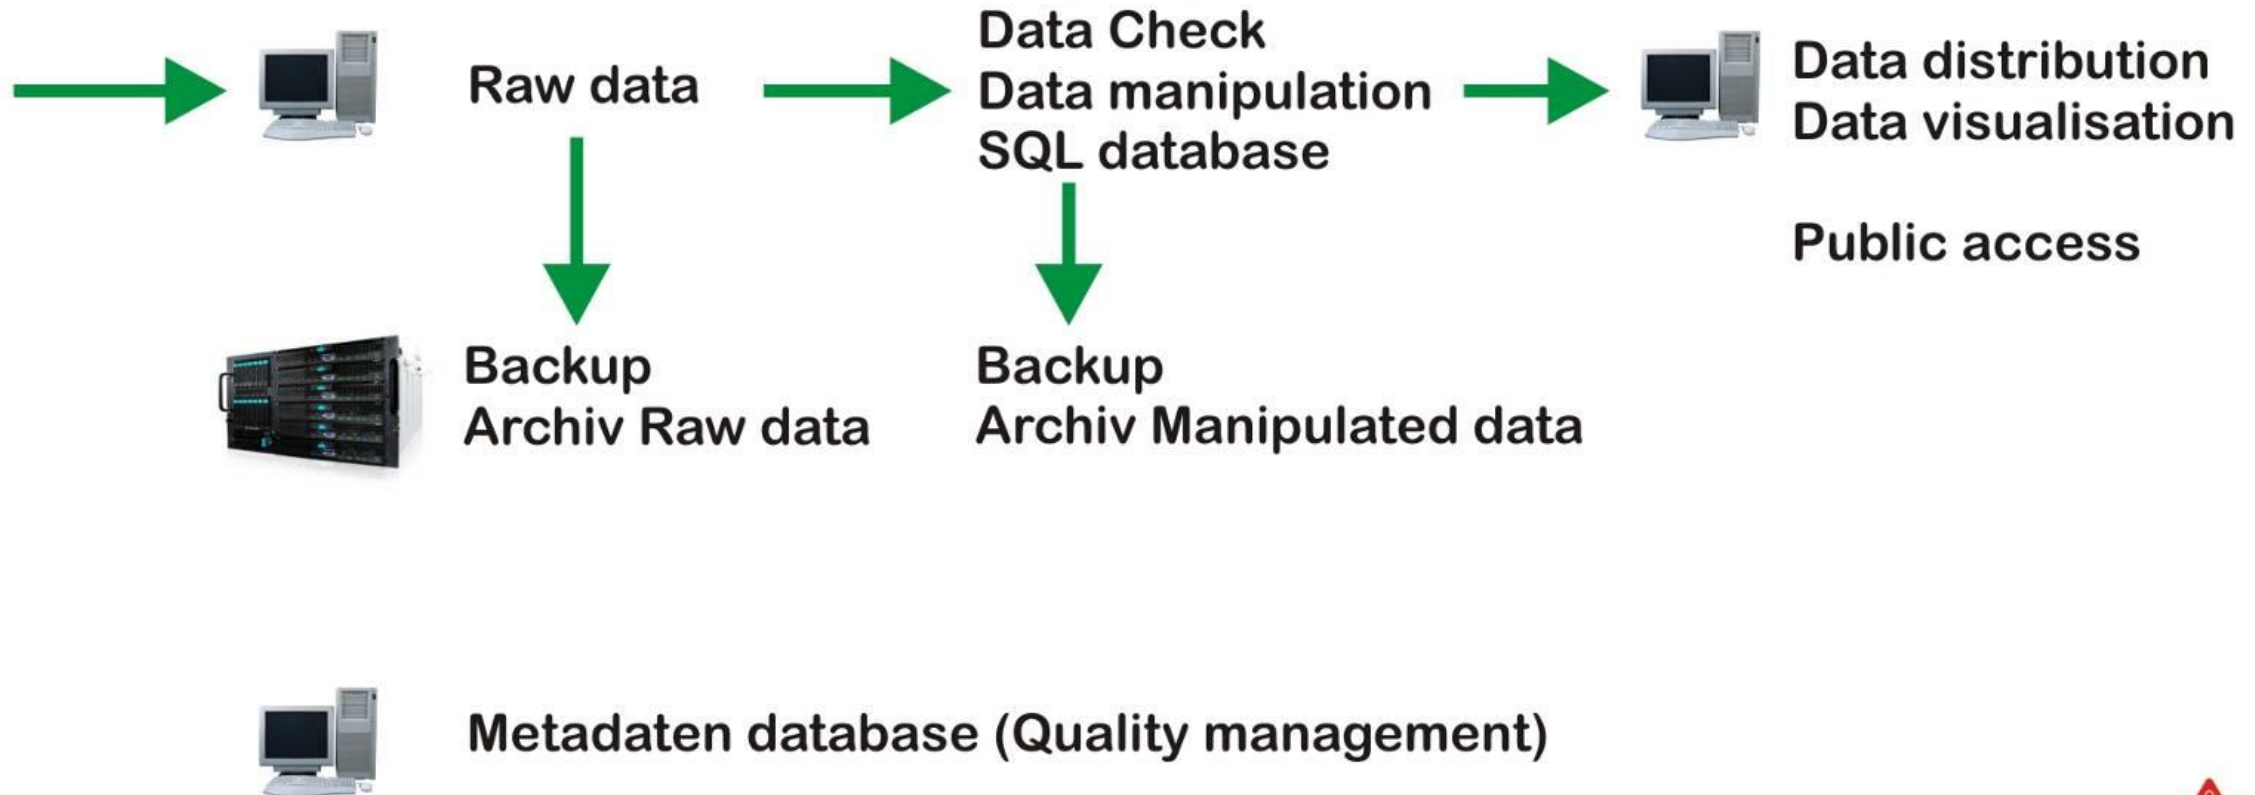 Raw data
Data Check
Data manipulation
SQL database
Data distribution
Data visualisation
Public access
Backup
Archiv Raw data
Backup
Archiv Manipulated data
Metadaten database (Quality management)